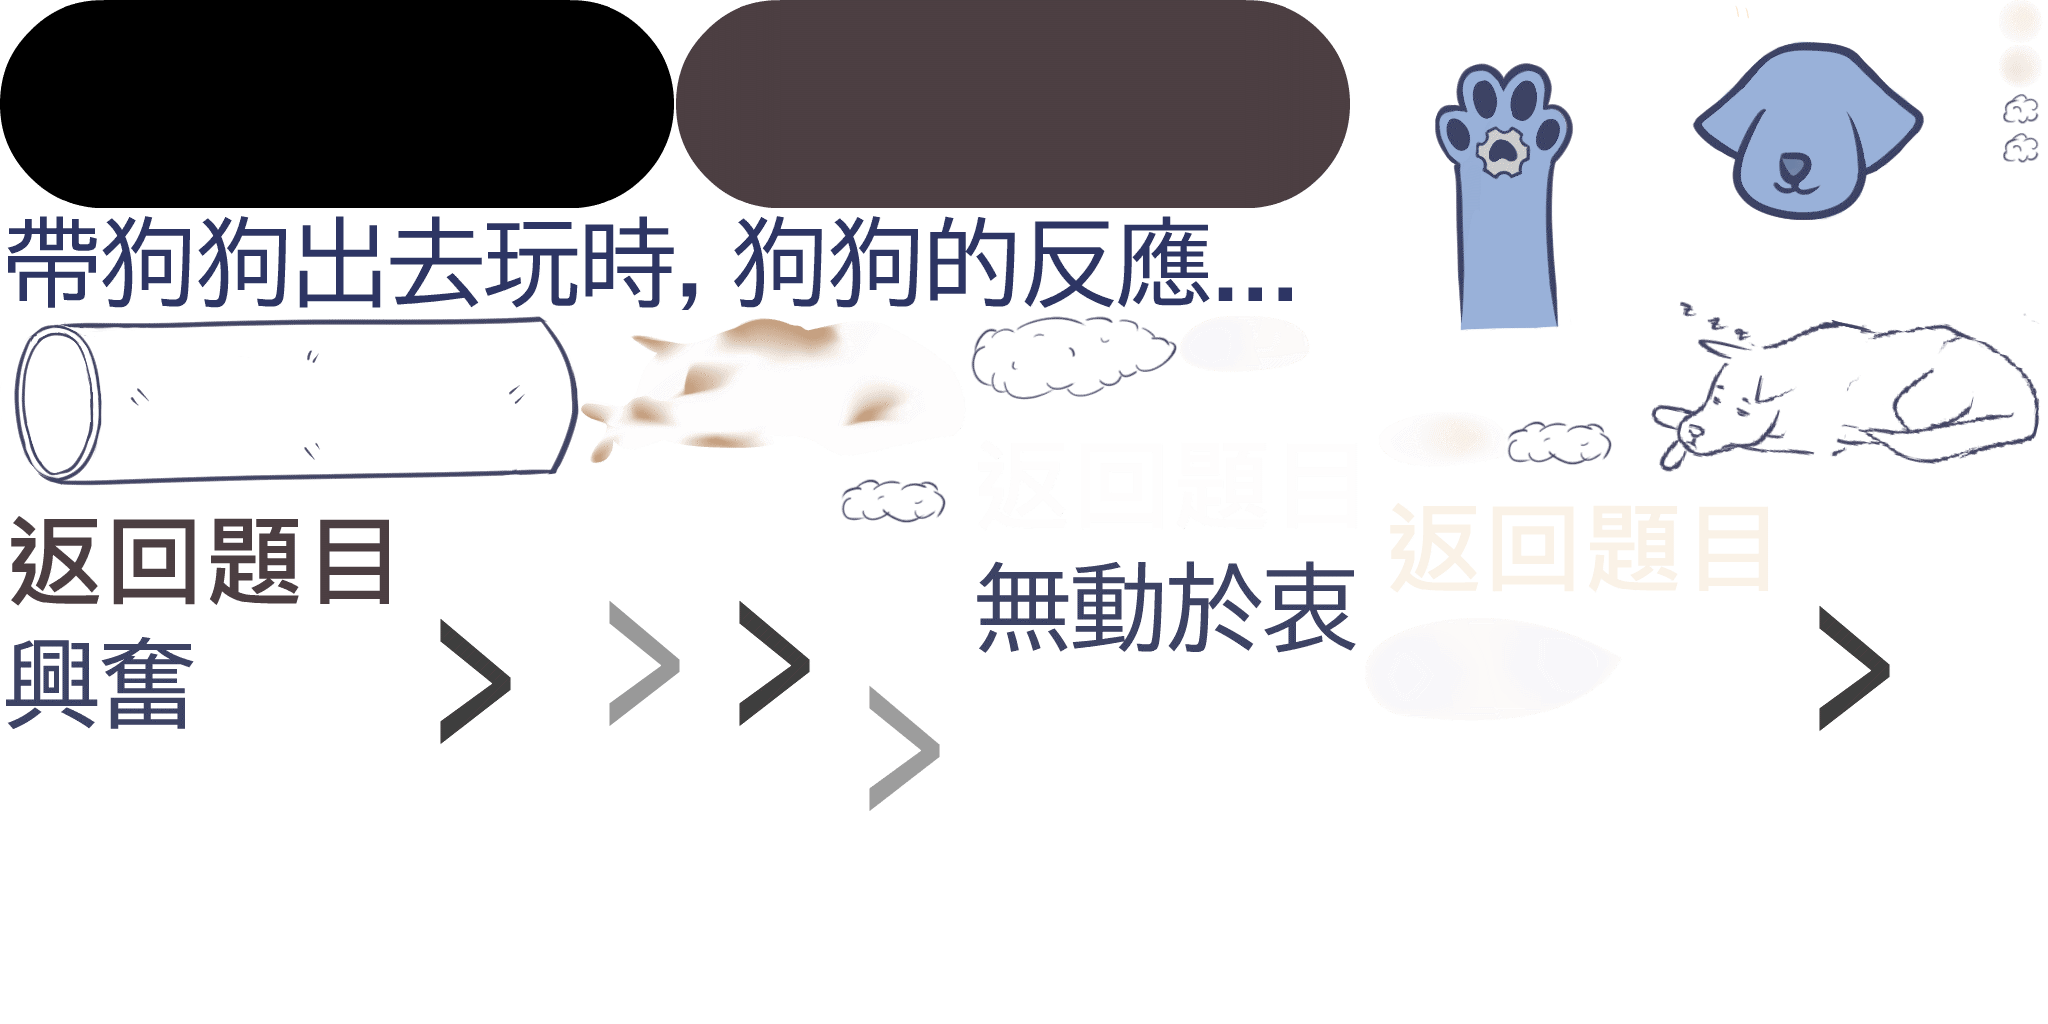 帶狗狗出去玩時, 狗狗的反應...
z z z
返回題目
返回題目
返回題目
無動於衷
興奮
>
>
>
>
>